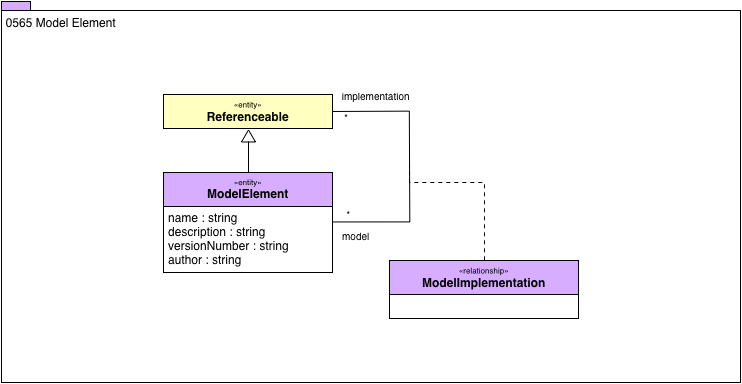 0565 Model Element
implementation
«entity»
Referenceable
*
«entity»
ModelElement
name : string
description : string
versionNumber : string
author : string
*
model
«relationship»
ModelImplementation